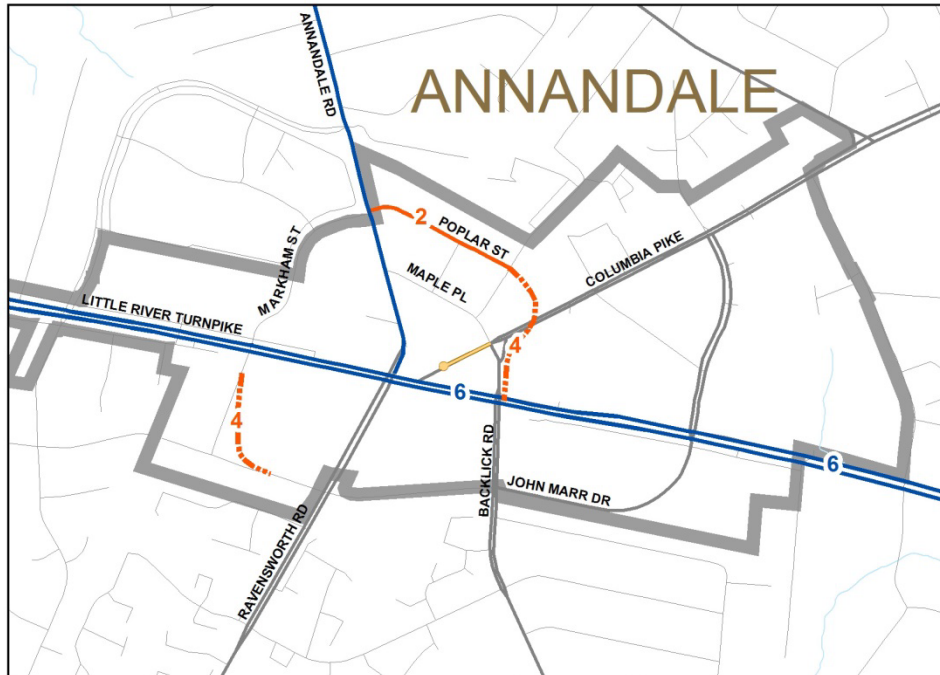 ANNANDALE RD
ANNANDALE
2
POPLAR ST
MARKHAM ST
MAPLE PL
COLUMBIA PIKE
LITTLE RIVER TURNPIKE
4
6
4
BACKLICK RD
6
JOHN MARR DR
RAVENSWORTH RD